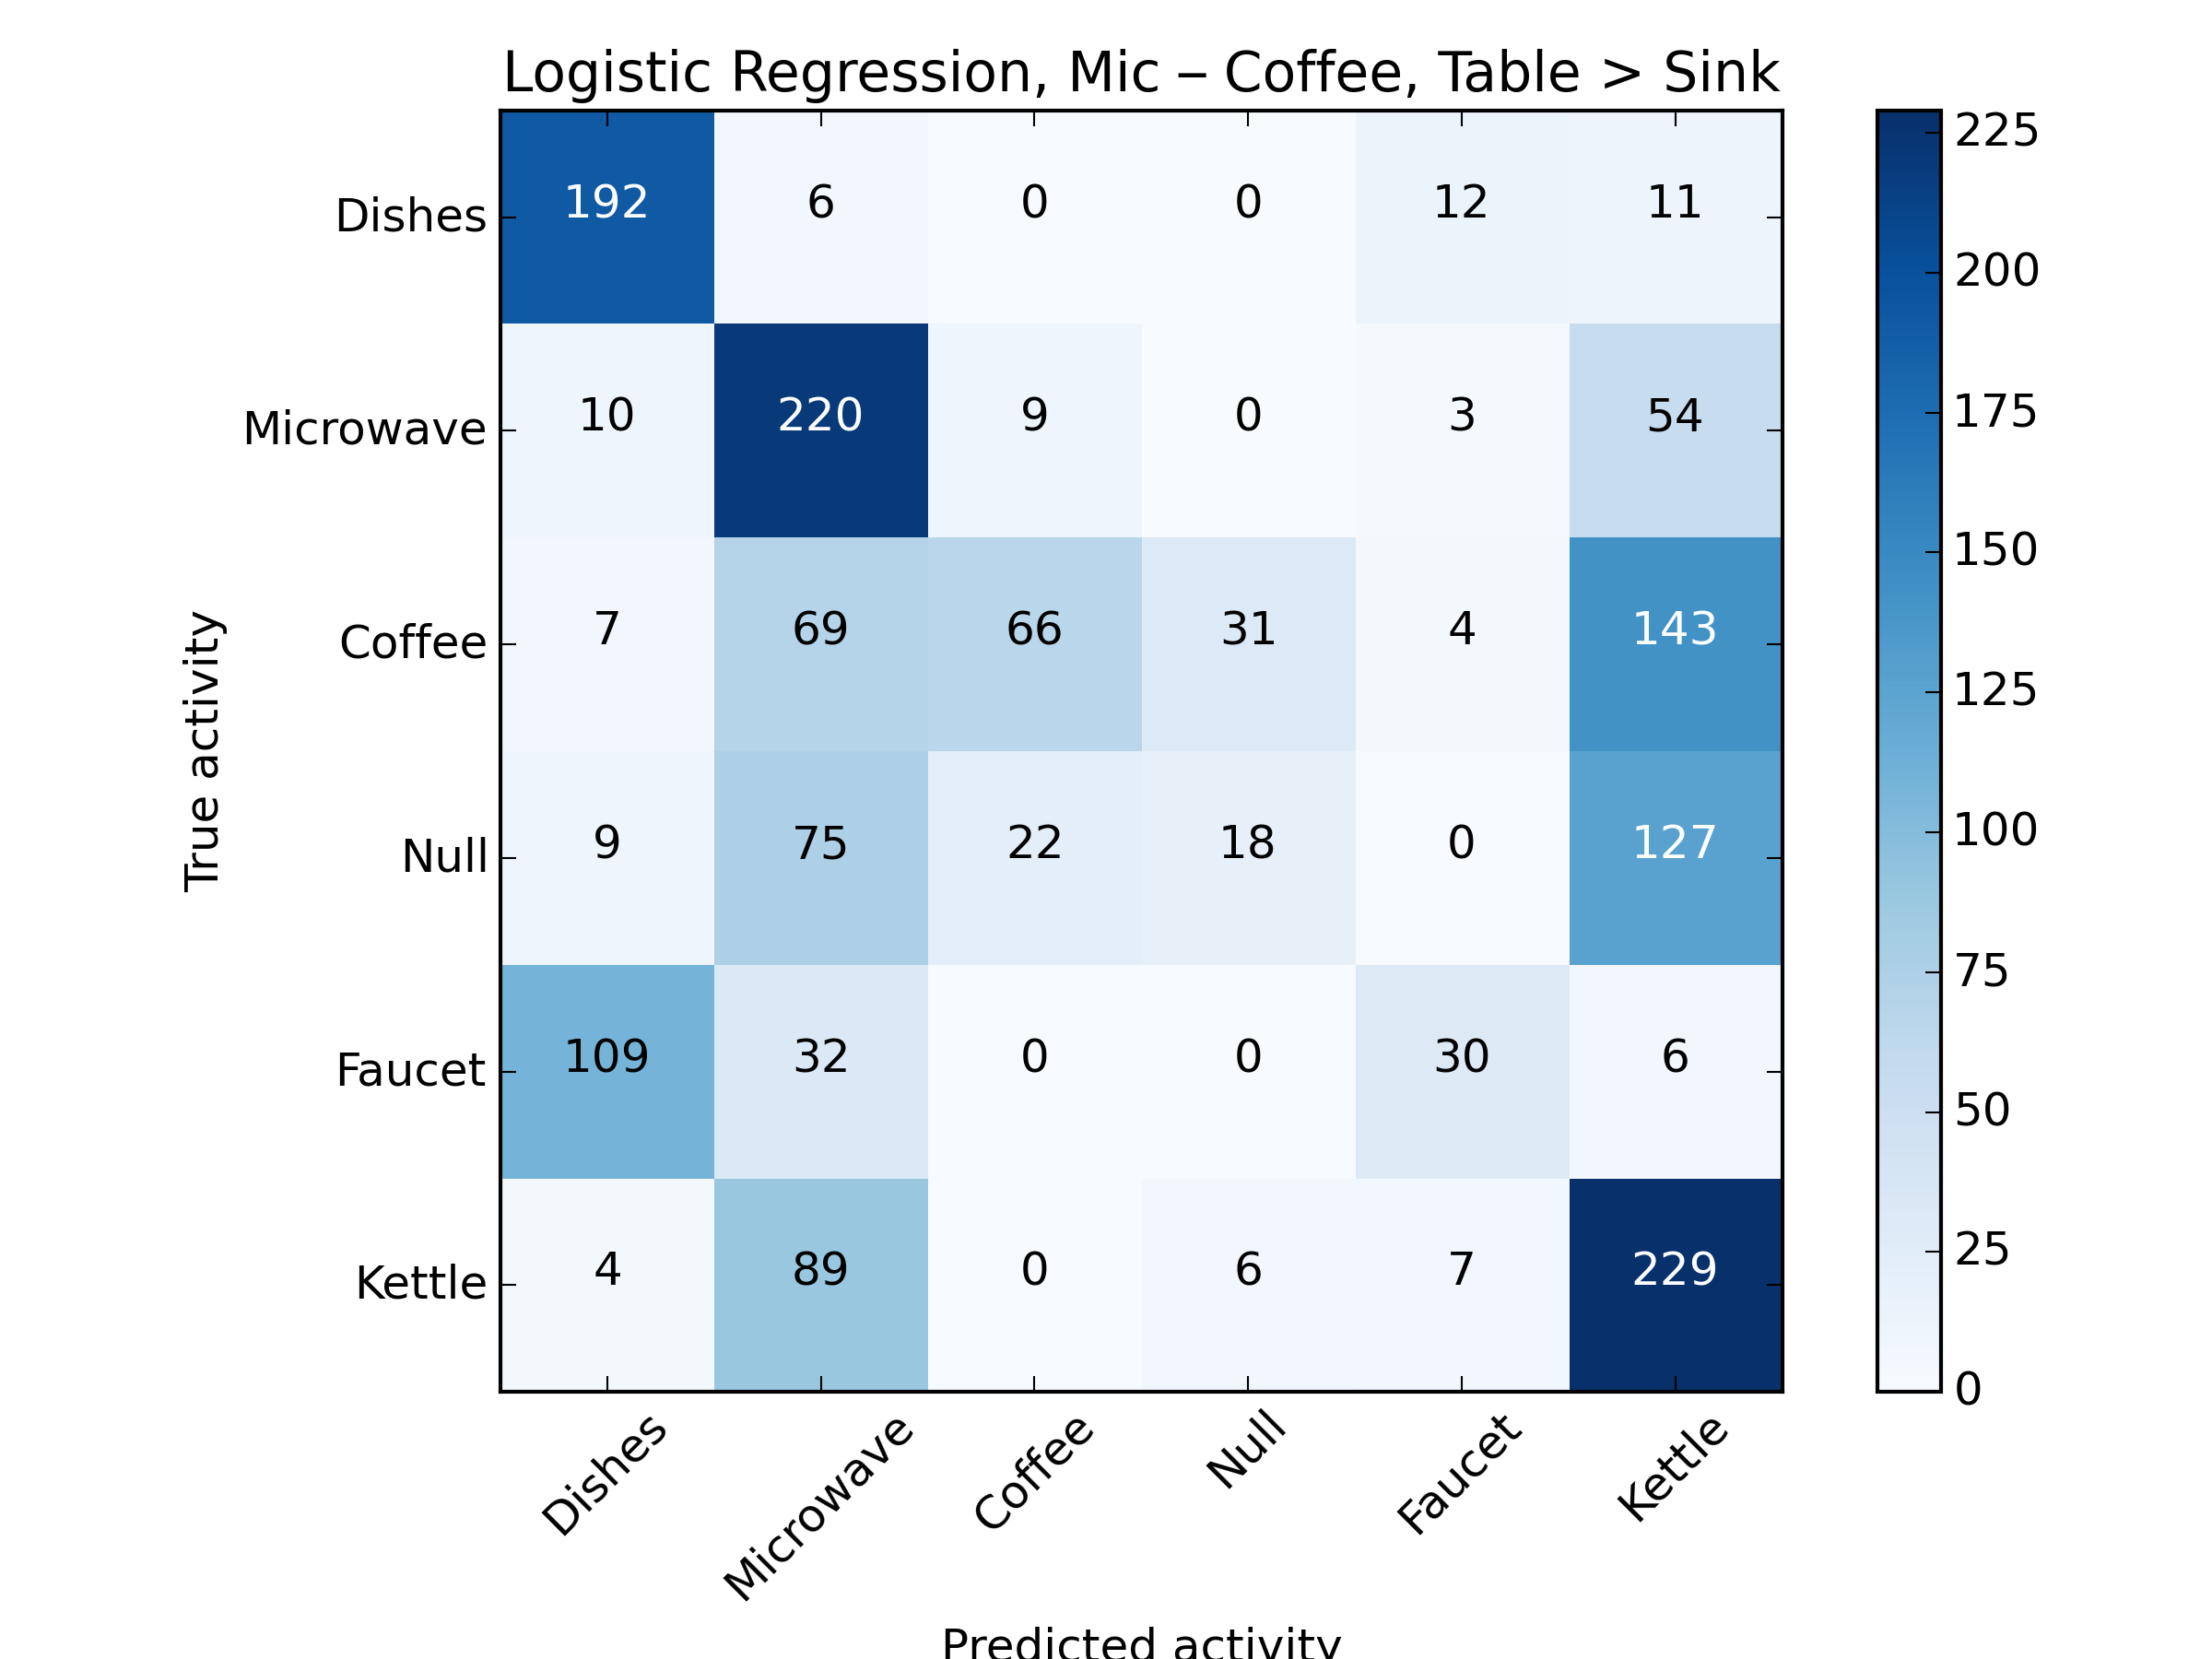 Logistic Regression, Mic – Coffee, Table > Sink
True activity
Dishes 192 6 0 0 12 11
Microwave 10 220 9 0 3 54
Coffee 7 69 66 31 4 143
Null 9 75 22 18 0 127
Faucet 109 32 0 0 30 6
Kettle 4 89 0 6 7 229
Dishes Microwave Coffee Null Faucet Kettle
Predicted activity
225
200
175
150
125
100
75
50
25
0